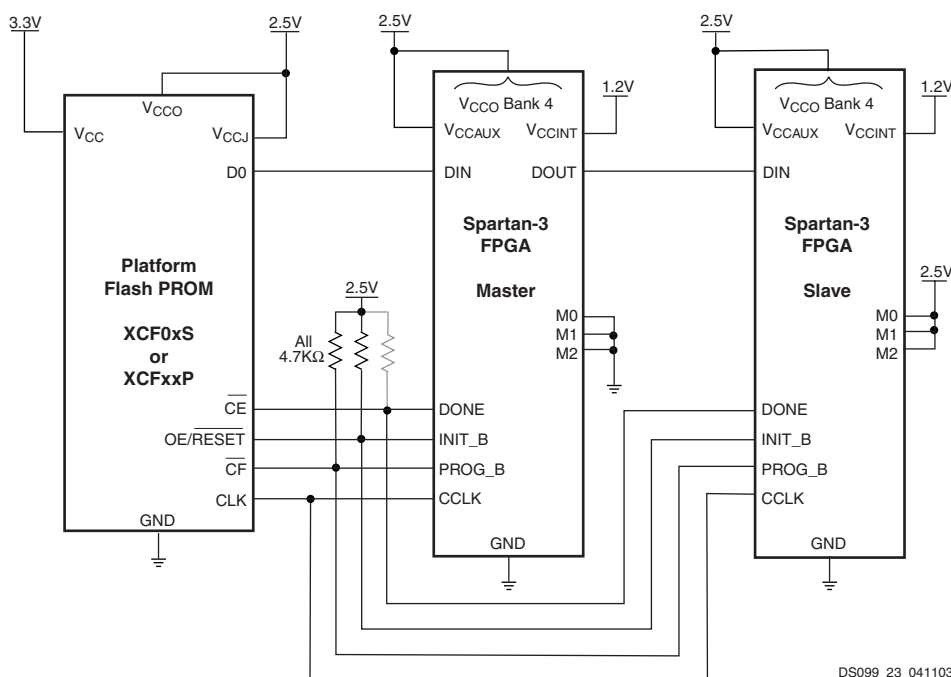 3.3V
2.5V
VCCO
VCC
VCCJ
D0
Platform
Flash PROM
XCF0xS
or
XCFxxP
CE
OE/RESET
CF
CLK
GND
2.5V
All
4.7KΩ
2.5V
VCCO Bank 4
1.2V
VCCAUX
VCCINT
DIN
DOUT
Spartan-3
FPGA
Master
M0
M1
M2
DONE
INIT_B
PROG_B
CCLK
GND
2.5V
VCCO Bank 4
1.2V
VCCAUX
VCCINT
DIN
Spartan-3
FPGA
Slave
2.5V
M0
M1
M2
DONE
INIT_B
PROG_B
CCLK
GND
DS099_23_041103